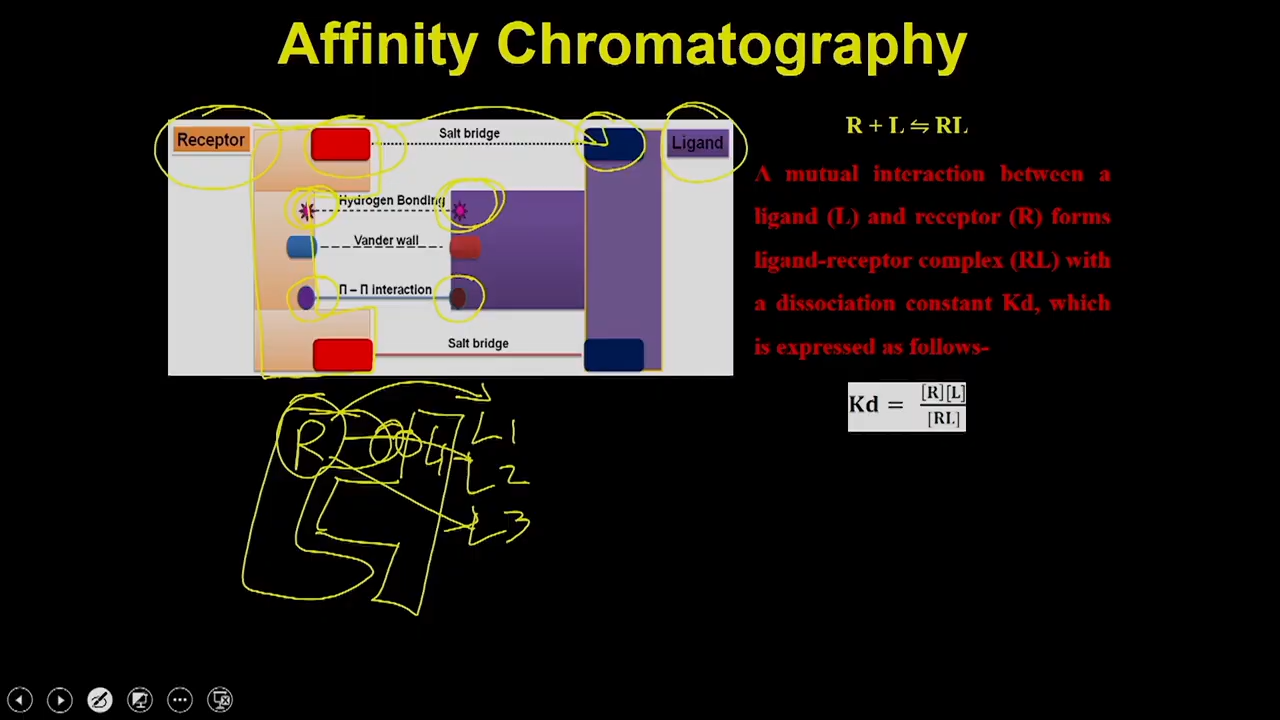 Affinity Chromatography
Receptor
Salt bridge
Ligand
Hydrogen Bonding
Vander wall
Π – Π interaction
Salt bridge
R + L ⇋ RL
A mutual interaction between a
ligand (L) and receptor (R) forms
ligand-receptor complex (RL) with
a dissociation constant Kd, which
is expressed as follows-
Kd = [R][L]
[RL]
R
L1
L2
L3